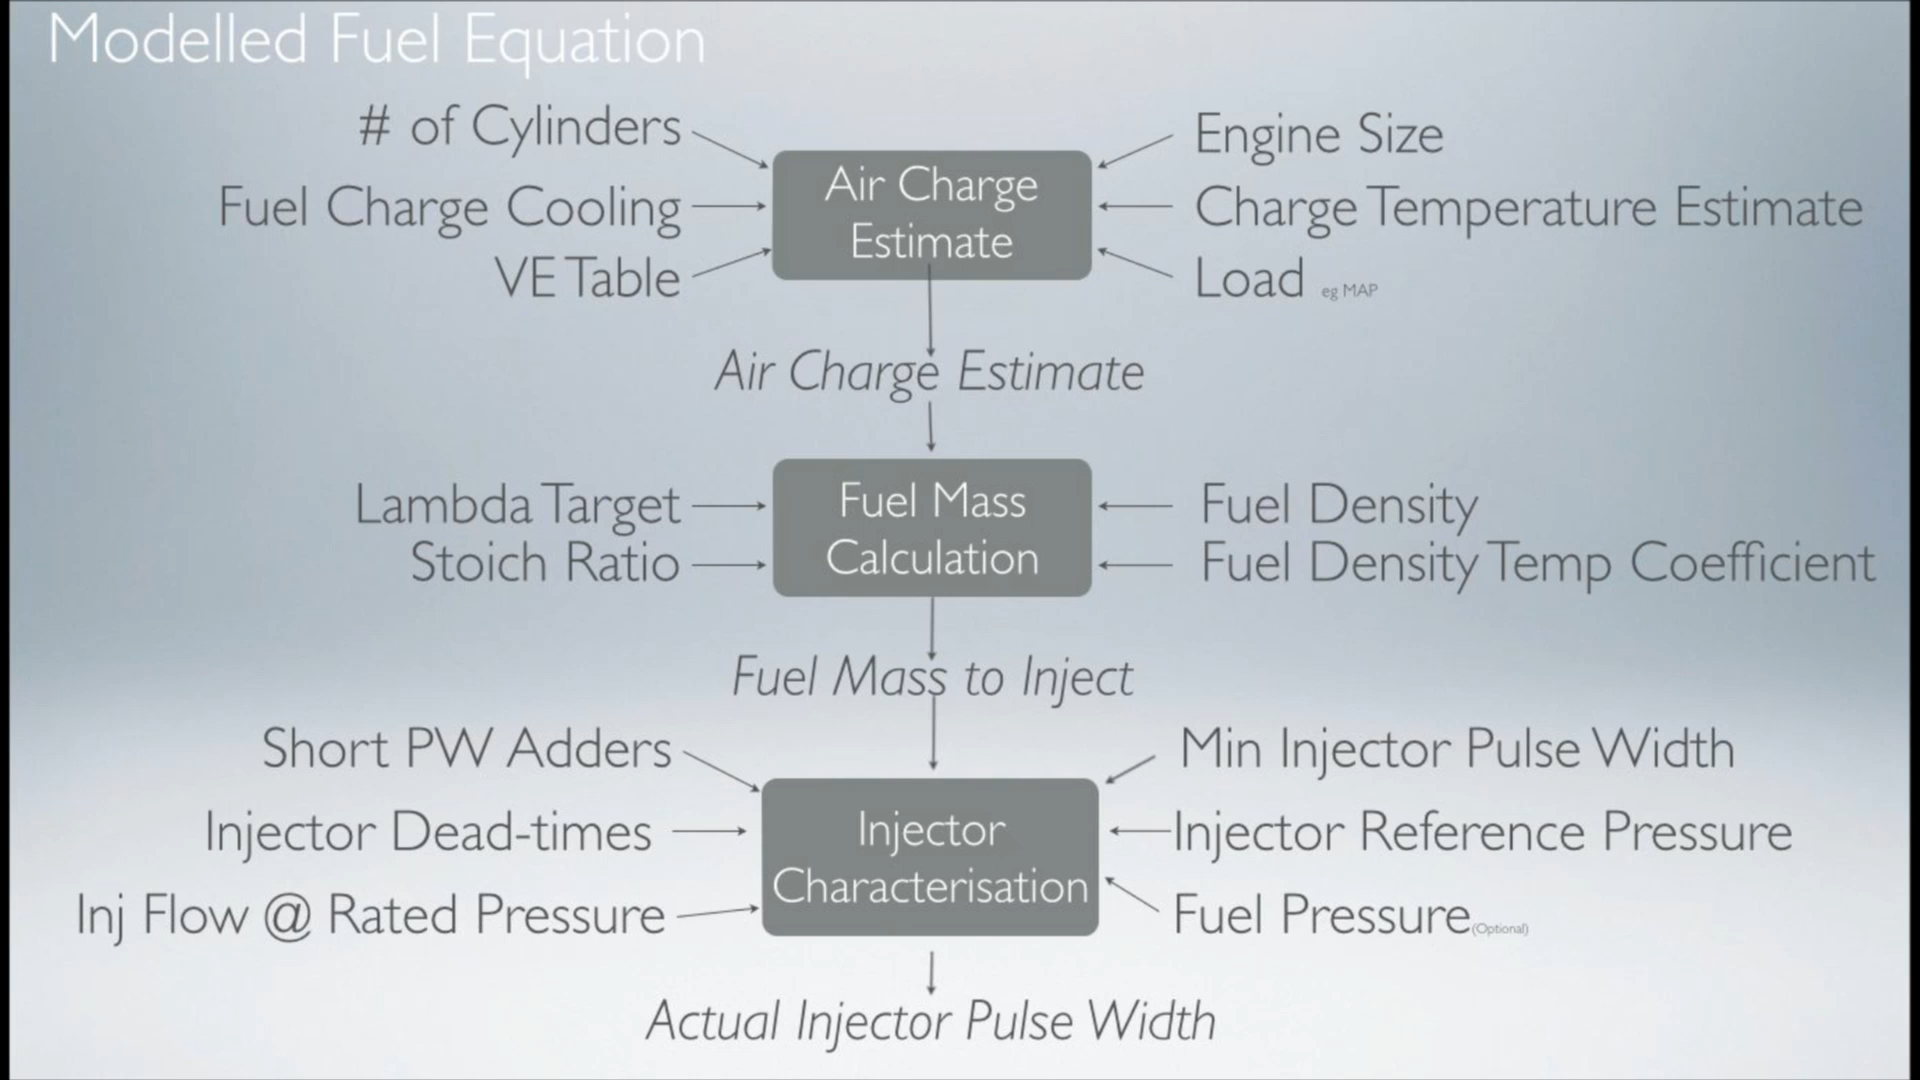 Modelled Fuel Equation
# of Cylinders
Fuel Charge Cooling
VE Table
Air Charge
Estimate
Engine Size
Charge Temperature Estimate
Load eg MAP
Air Charge Estimate
Lambda Target
Stoich Ratio
Fuel Mass
Calculation
Fuel Density
Fuel Density Temp Coefficient
Fuel Mass to Inject
Short PW Adders
Injector Dead-times
Inj Flow @ Rated Pressure
Injector
Characterisation
Min Injector Pulse Width
Injector Reference Pressure
Fuel Pressure (Optional)
Actual Injector Pulse Width